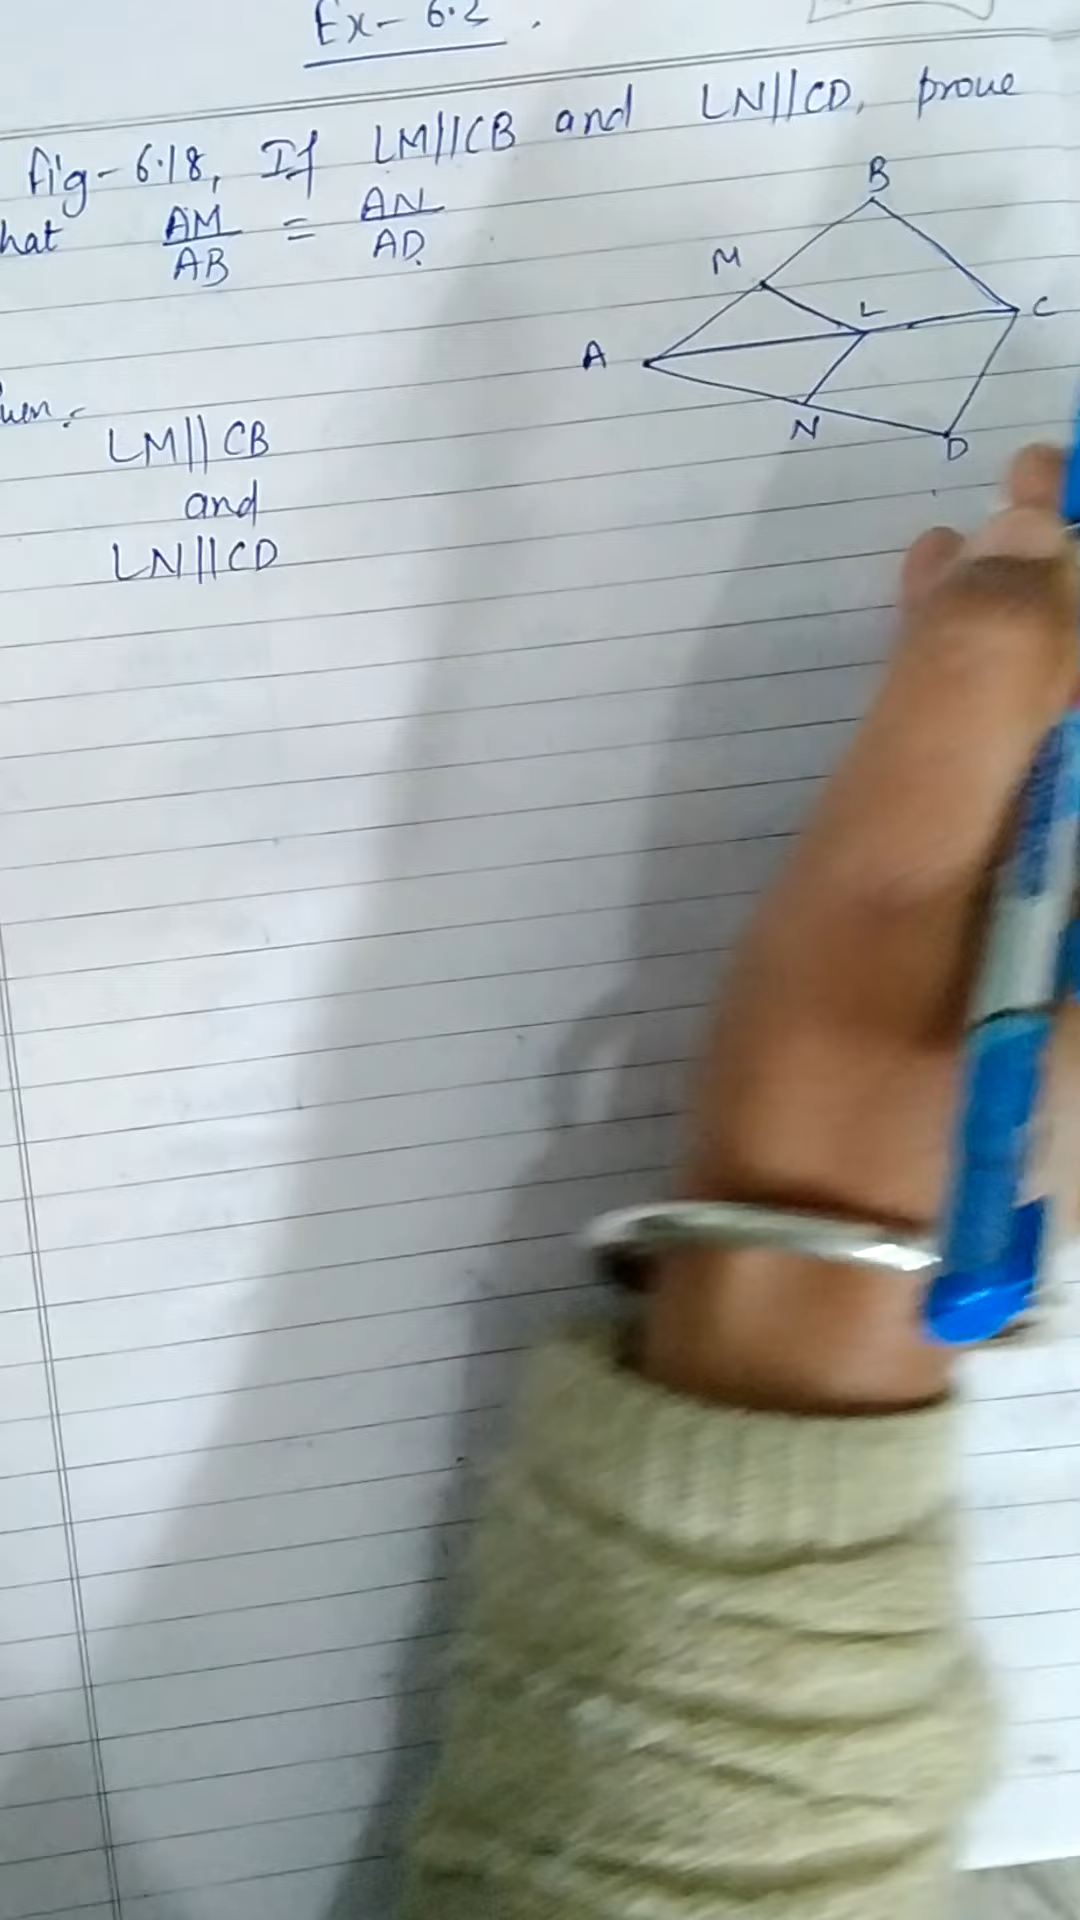 Ex- 6.2
fig-6.18, If LM||CB and LN||CD, prove
hat AM/AB = AN/AD.
B
M
L
C
A
N
D
LM||CB
and
LN||CD